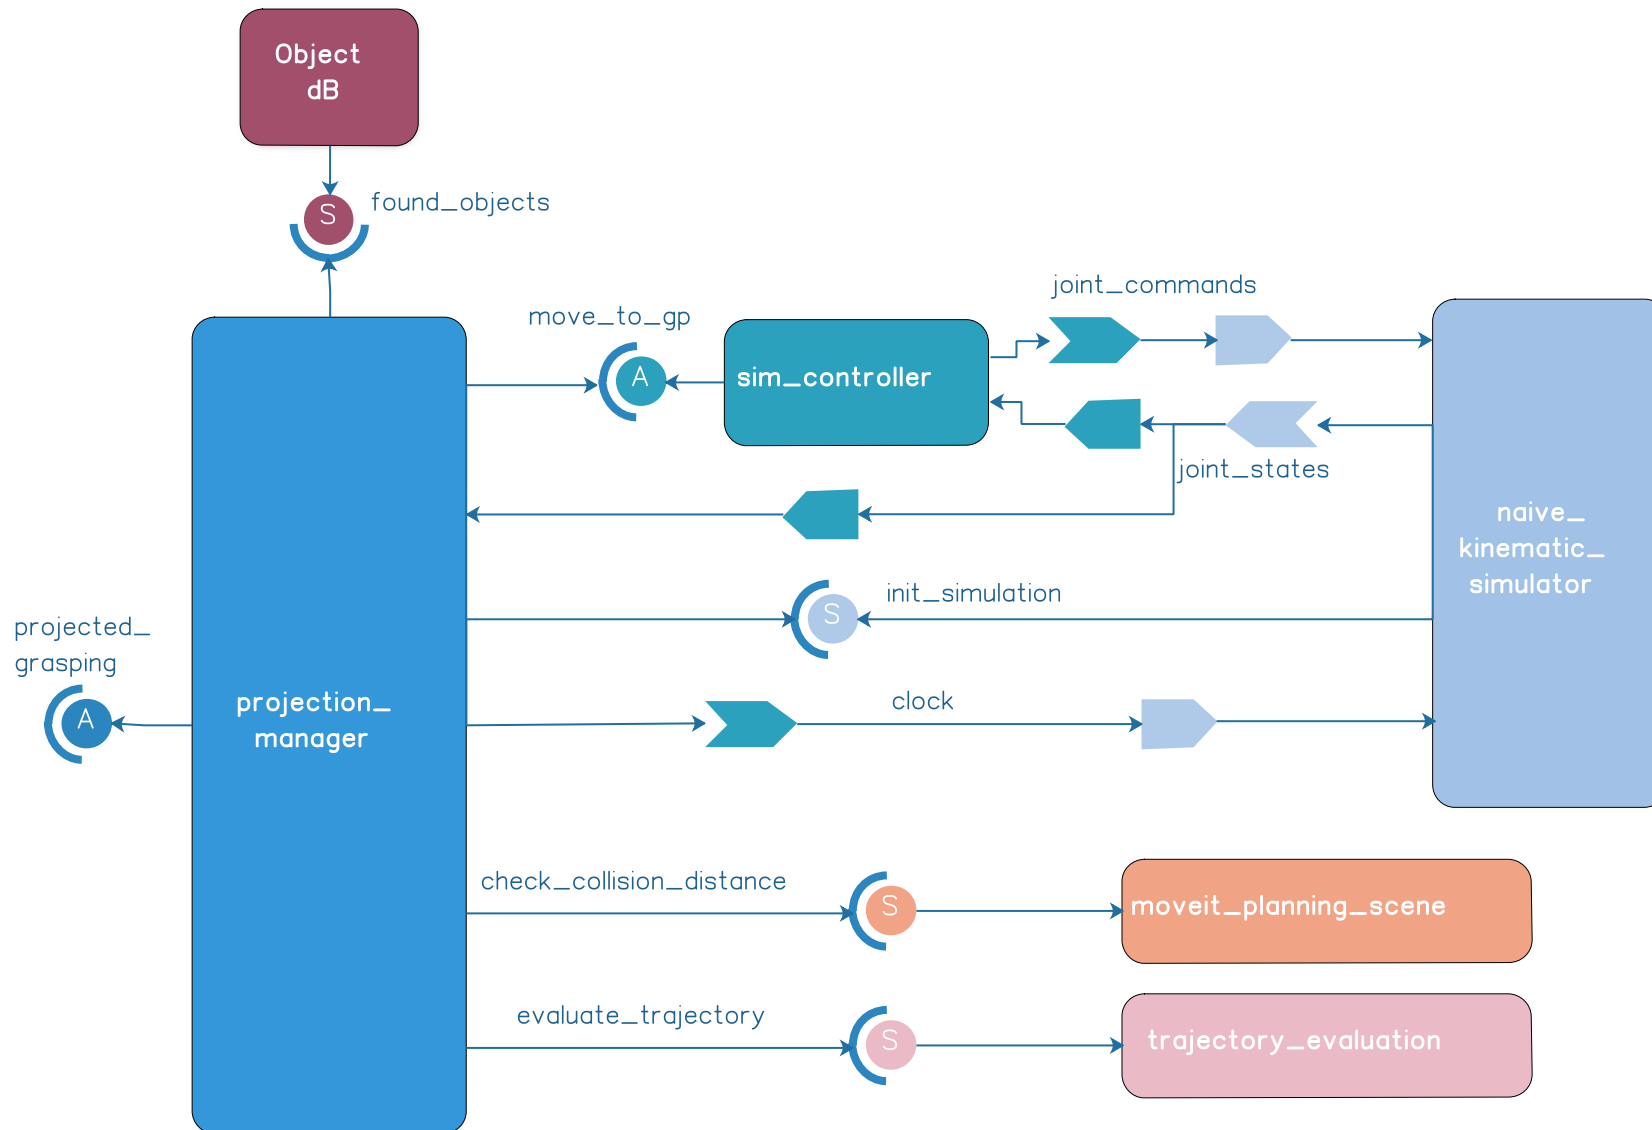 Object
dB
S
found_objects
joint_commands
move_to_gp
A
sim_controller
joint_states
naive_
kinematic_
simulator
init_simulation
S
projected_
grasping
A
projection_
manager
clock
check_collision_distance
S
moveit_planning_scene
evaluate_trajectory
S
trajectory_evaluation